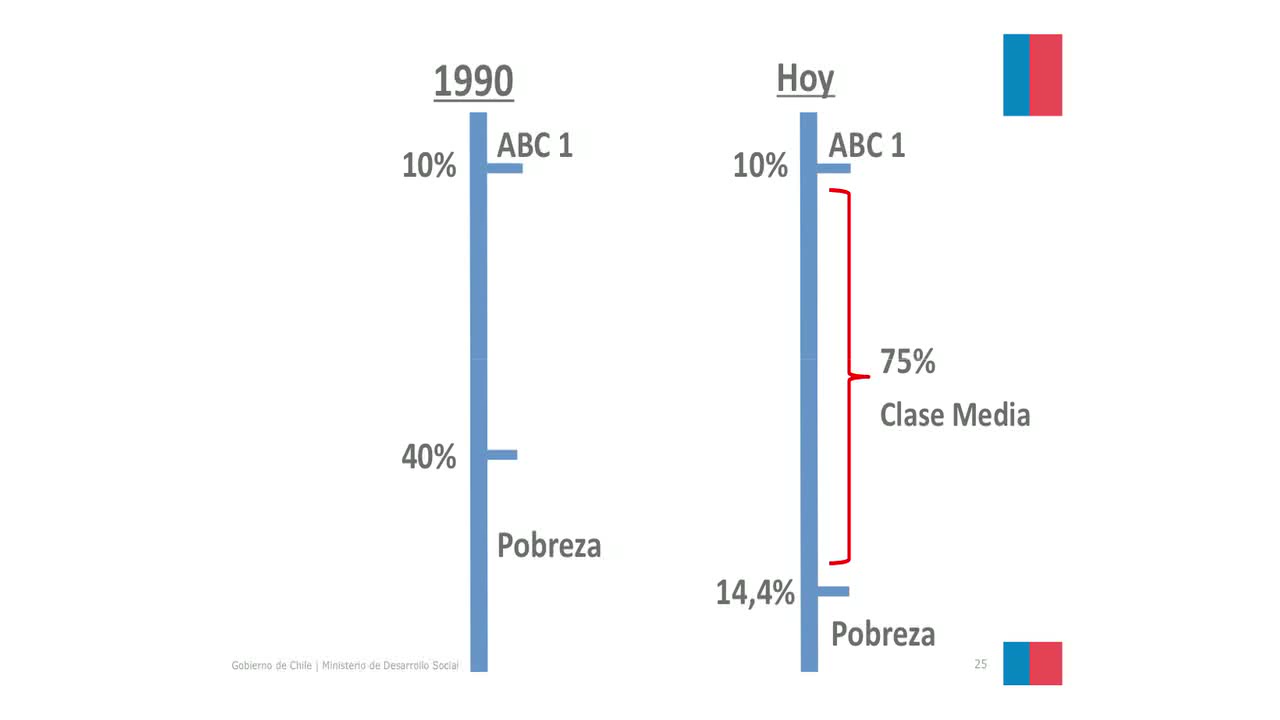 1990
Hoy
ABC 1
10%
ABC 1
10%
75%
Clase Media
40%
Pobreza
14,4%
Pobreza
Gobierno de Chile | Ministerio de Desarrollo Social
25